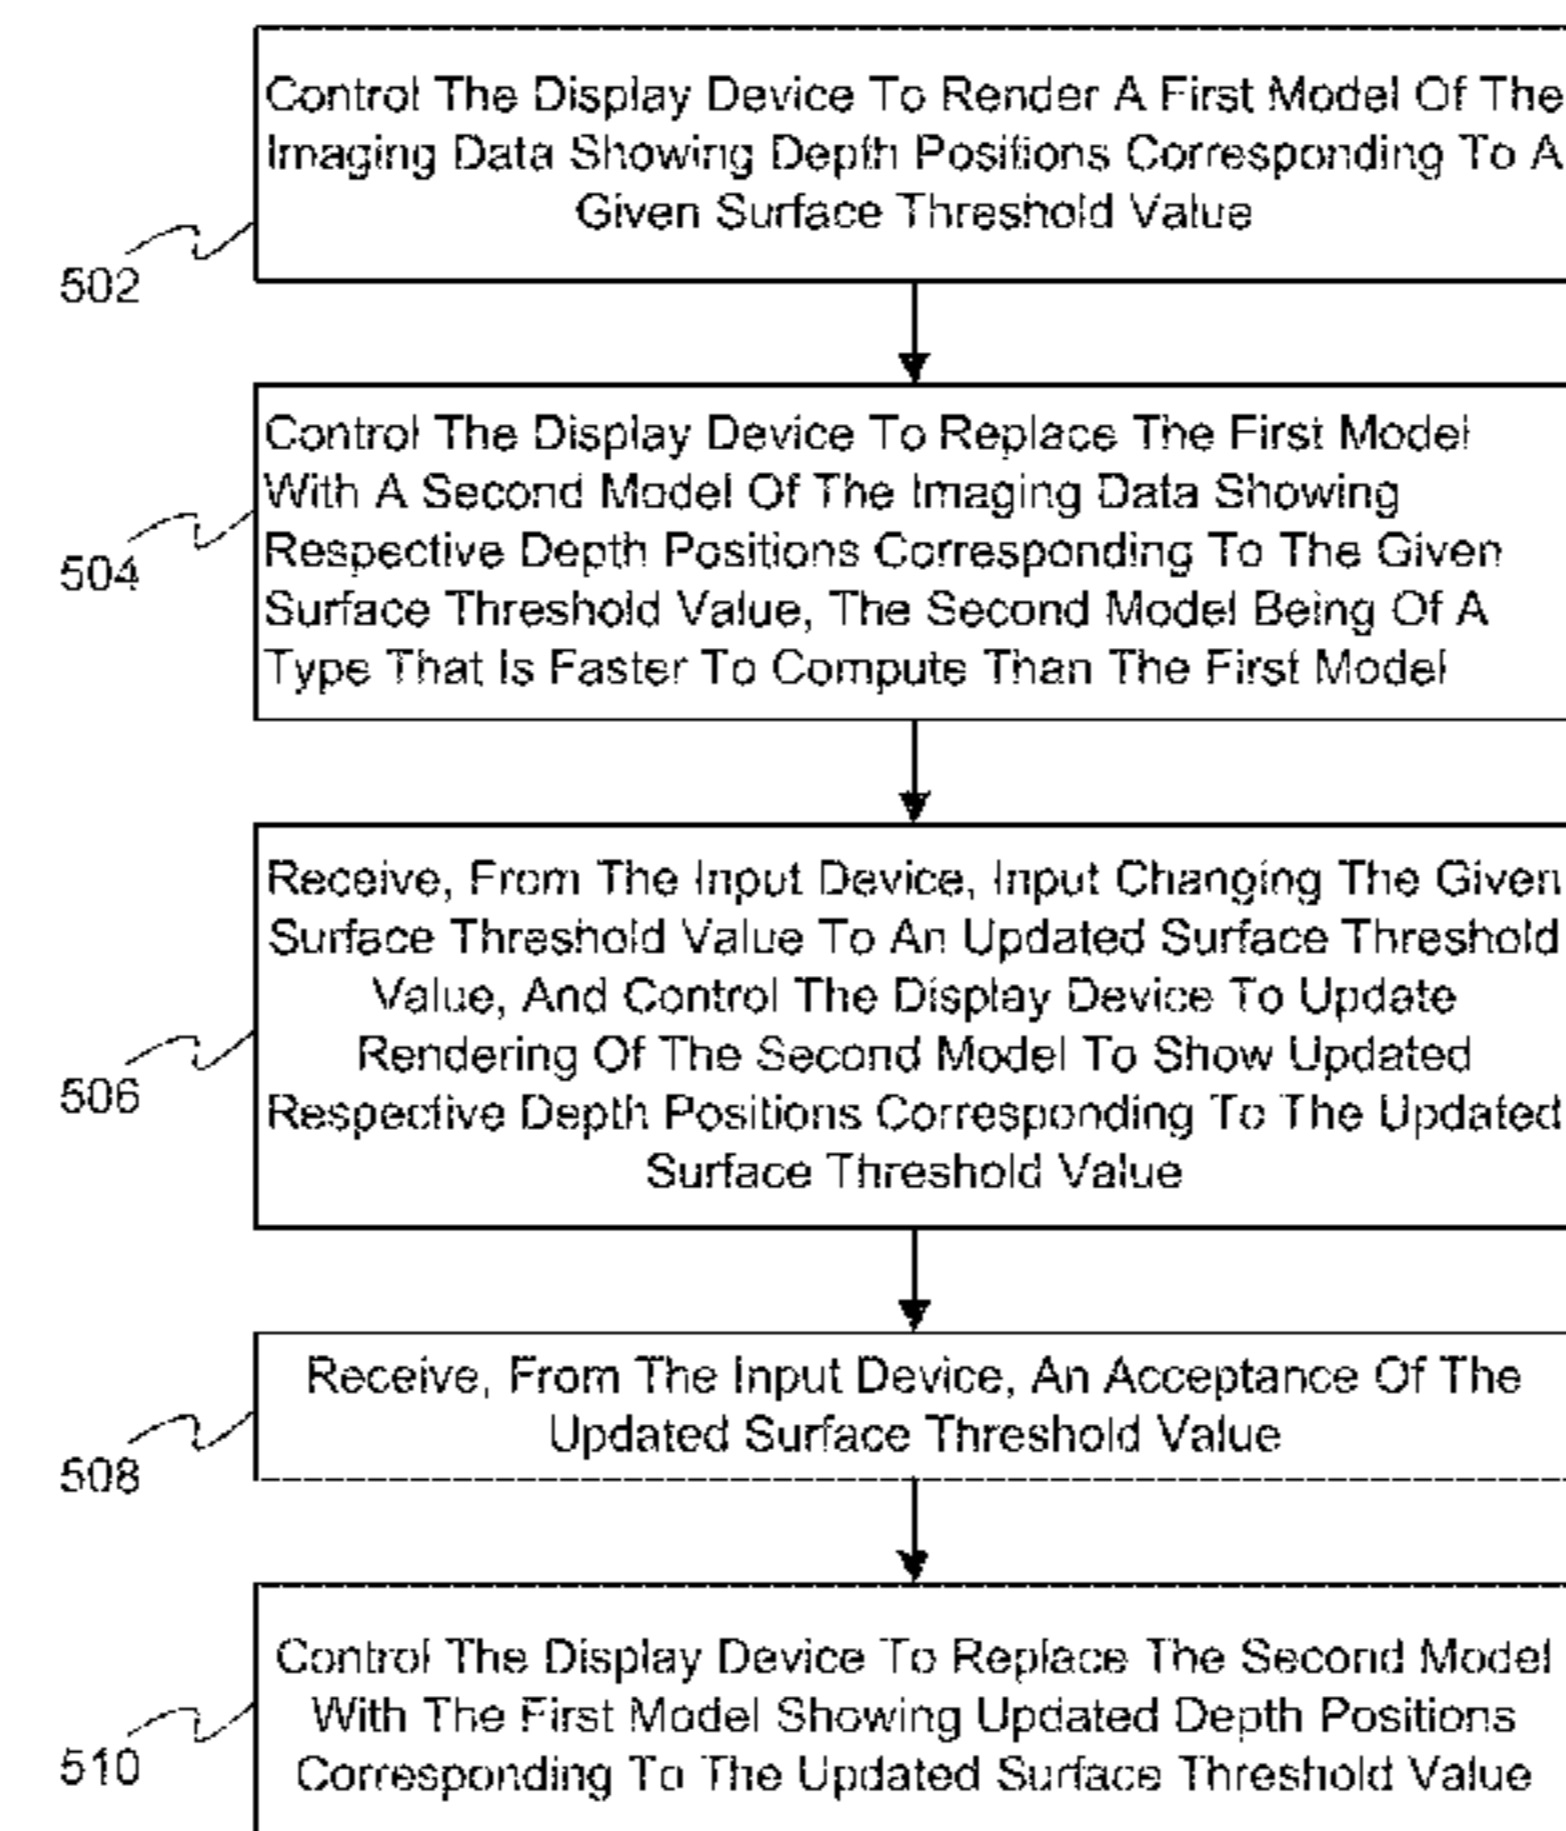 Control The Display Device To Render A First Model Of The
Imaging Data Showing Depth Positions Corresponding To A
Given Surface Threshold Value
502
Control The Display Device To Replace The First Model
With A Second Model Of The Imaging Data Showing
Respective Depth Positions Corresponding To The Given
Surface Threshold Value, The Second Model Being Of A
Type That Is Faster To Compute Than The First Model
504
Receive, From The Input Device, Input Changing The Given
Surface Threshold Value To An Updated Surface Threshold
Value, And Control The Display Device To Update
Rendering Of The Second Model To Show Updated
Respective Depth Positions Corresponding To The Updated
Surface Threshold Value
506
Receive, From The Input Device, An Acceptance Of The
Updated Surface Threshold Value
508
Control The Display Device To Replace The Second Model
With The First Model Showing Updated Depth Positions
Corresponding To The Updated Surface Threshold Value
510